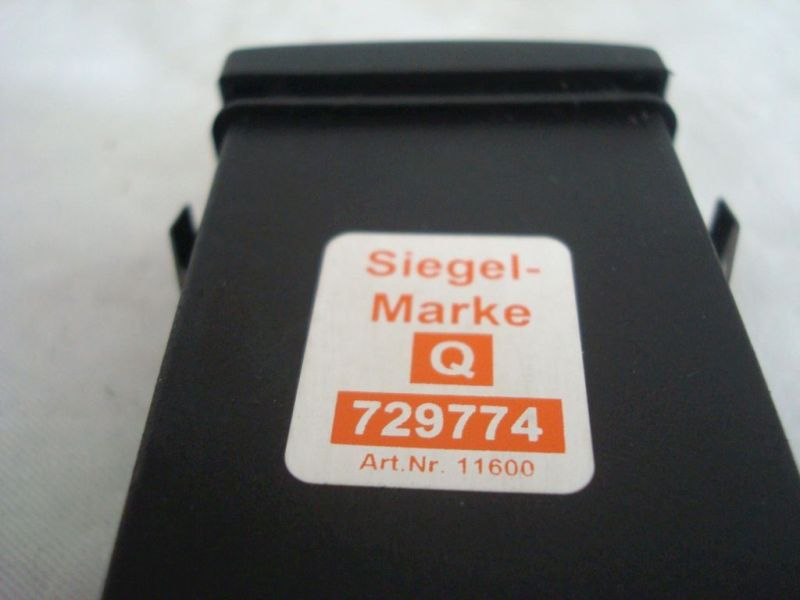 Siegel-
Marke
Q
729774
Art.Nr. 11600